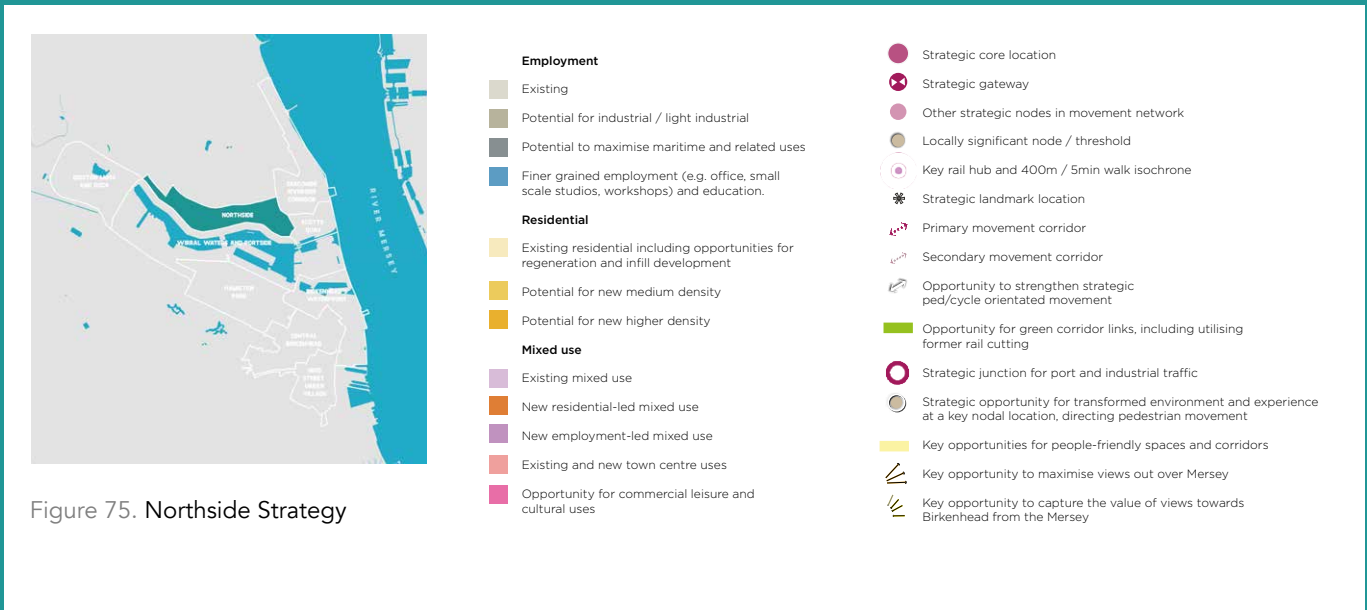 NORTHSIDE
WIRRAL WATERS AND PORTSIDE
RIVER MERSEY
CENTRAL
BIRKENHEAD
Figure 75. Northside Strategy
Employment
Existing
Potential for industrial / light industrial
Potential to maximise maritime and related uses
Finer grained employment (e.g. office, small
scale studios, workshops) and education.
Residential
Existing residential including opportunities for
regeneration and infill development
Potential for new medium density
Potential for new higher density
Mixed use
Existing mixed use
New residential-led mixed use
New employment-led mixed use
Existing and new town centre uses
Opportunity for commercial leisure and
cultural uses
Strategic core location
Strategic gateway
Other strategic nodes in movement network
Locally significant node / threshold
Key rail hub and 400m / 5min walk isochrone
Strategic landmark location
Primary movement corridor
Secondary movement corridor
Opportunity to strengthen strategic
ped/cycle orientated movement
Opportunity for green corridor links, including utilising
former rail cutting
Strategic junction for port and industrial traffic
Strategic opportunity for transformed environment and experience
at a key nodal location, directing pedestrian movement
Key opportunities for people-friendly spaces and corridors
Key opportunity to maximise views out over Mersey
Key opportunity to capture the value of views towards
Birkenhead from the Mersey